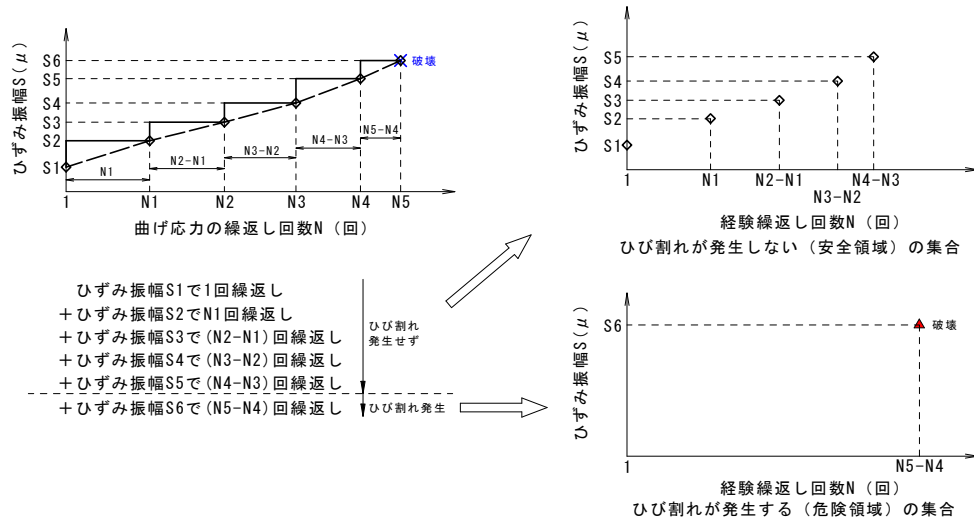 ひずみ振幅S(μ)
S6
S5
S4
S3
S2
S1
破壊
N1
N2-N1
N3-N2
N4-N3
N5-N4
1
N1
N2
N3
N4
N5
曲げ応力の繰返し回数N（回）
ひずみ振幅S1で1回繰返し
＋ひずみ振幅S2でN1回繰返し
＋ひずみ振幅S3で(N2-N1)回繰返し
＋ひずみ振幅S4で(N3-N2)回繰返し
＋ひずみ振幅S5で(N4-N3)回繰返し
＋ひずみ振幅S6で(N5-N4)回繰返し
ひび割れ
発生せず
ひび割れ発生
ひずみ振幅S(μ)
S5
S4
S3
S2
S1
1
N1
N2-N1
N4-N3
N3-N2
経験繰返し回数N（回）
ひび割れが発生しない（安全領域）の集合
ひずみ振幅S(μ)
S6
破壊
1
N5-N4
経験繰返し回数N（回）
ひび割れが発生する（危険領域）の集合